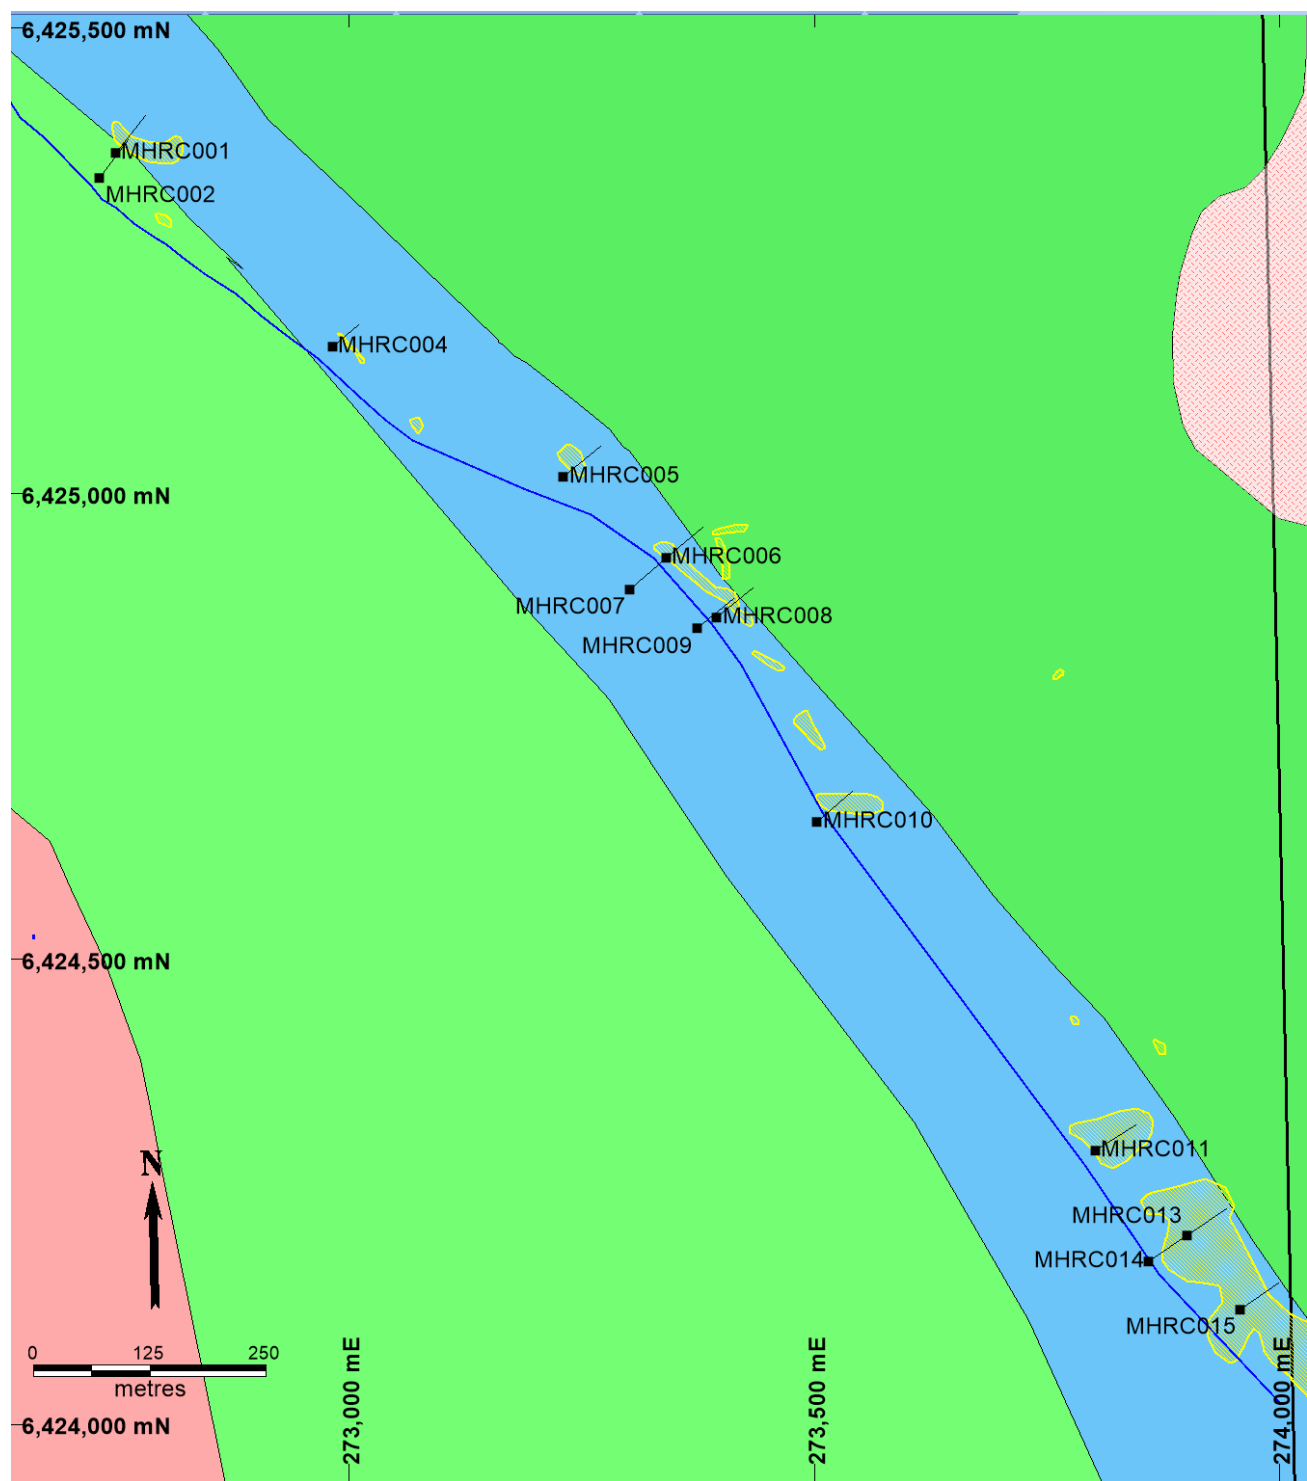 6,425,500 mN
MHRC001
MHRC002
MHRC004
MHRC005
6,425,000 mN
MHRC006
MHRC007
MHRC008
MHRC009
MHRC010
6,424,500 mN
MHRC011
N
MHRC013
MHRC014
MHRC015
0 125 250
metres
273,000 mE
273,500 mE
274,000 mE
6,424,000 mN